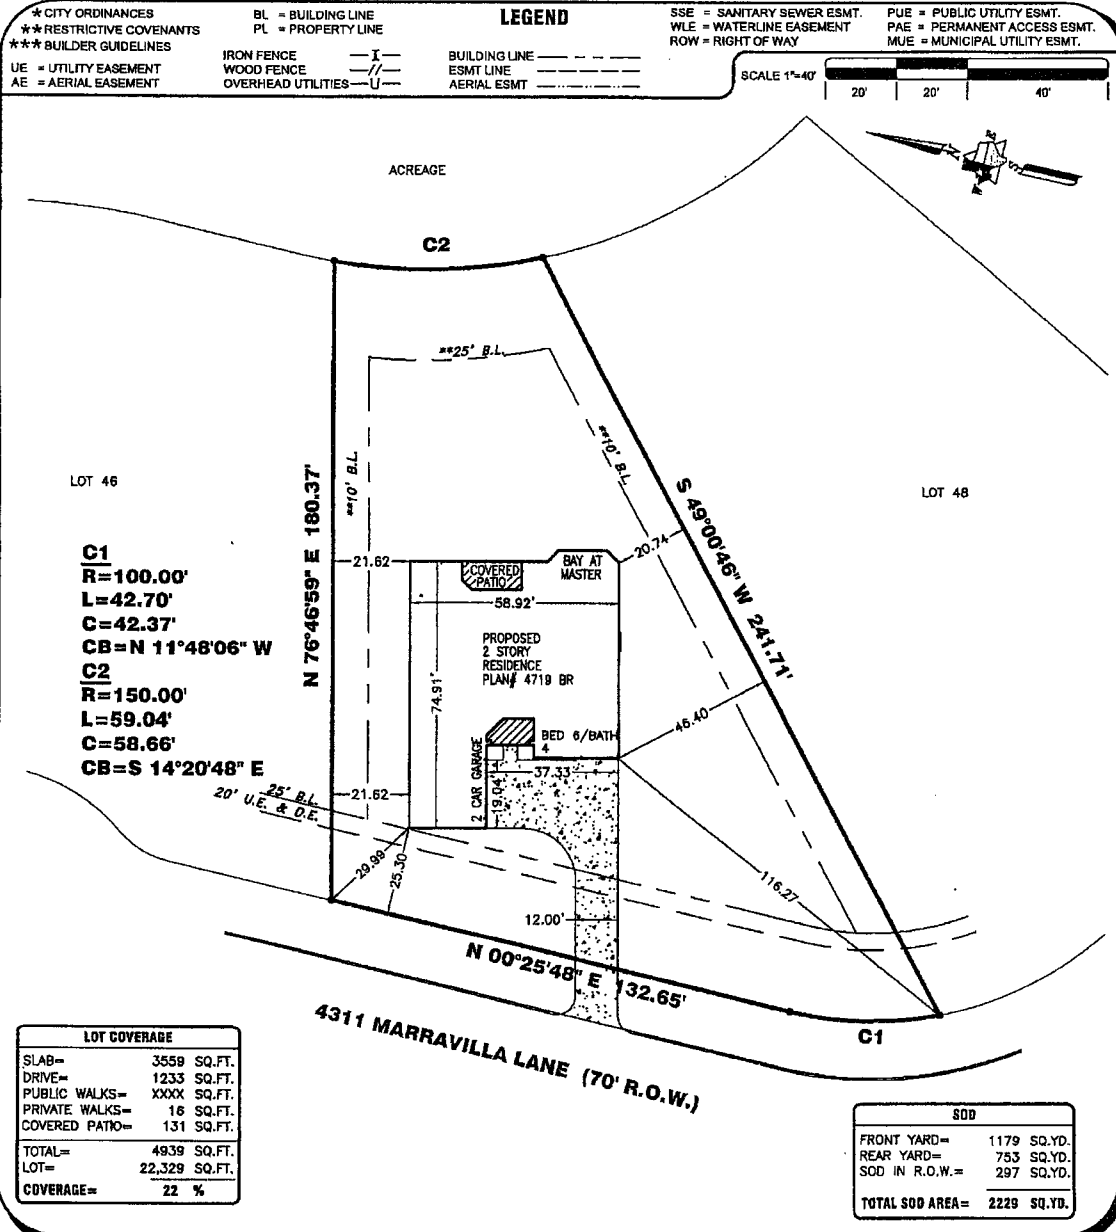 * CITY ORDINANCES
** RESTRICTIVE COVENANTS
*** BUILDER GUIDELINES
UE = UTILITY EASEMENT
AE = AERIAL EASEMENT
BL = BUILDING LINE
PL = PROPERTY LINE
IRON FENCE I
WOOD FENCE //
OVERHEAD UTILITIES U
LEGEND
BUILDING LINE
ESMT LINE
AERIAL ESMT
SSE = SANITARY SEWER ESMT.
WLE = WATERLINE EASEMENT
ROW = RIGHT OF WAY
PUE = PUBLIC UTILITY ESMT.
PAE = PERMANENT ACCESS ESMT.
MUE = MUNICIPAL UTILITY ESMT.
SCALE 1"=40'
20' 20' 40'
ACREAGE
C2
**25' B.L.
**10' B.L.
**10' B.L.
LOT 46
LOT 48
N 76°46'59" E 180.37'
S 49°00'46" W 241.71'
C1
R=100.00'
L=42.70'
C=42.37'
CB=N 11°48'06" W
C2
R=150.00'
L=59.04'
C=58.66'
CB=S 14°20'48" E
21.62
COVERED
PATIO
BAY AT
MASTER
20.74
58.92'
PROPOSED
2 STORY
RESIDENCE
PLAN# 4719 BR
74.91'
46.40
BED 6/BATH
4
2 CAR GARAGE
37.33
19.04'
21.62
25' B.L.
20' U.E. & D.E.
29.99
25.30
116.27
12.00'
N 00°25'48" E 132.65'
C1
4311 MARRAVILLA LANE (70' R.O.W.)
LOT COVERAGE
SLAB= 3559 SQ.FT.
DRIVE= 1233 SQ.FT.
PUBLIC WALKS= XXXX SQ.FT.
PRIVATE WALKS= 16 SQ.FT.
COVERED PATIO= 131 SQ.FT.
TOTAL= 4939 SQ.FT.
LOT= 22,329 SQ.FT.
COVERAGE= 22 %
SOD
FRONT YARD= 1179 SQ.YD.
REAR YARD= 753 SQ.YD.
SOD IN R.O.W.= 297 SQ.YD.
TOTAL SOD AREA= 2229 SQ.YD.